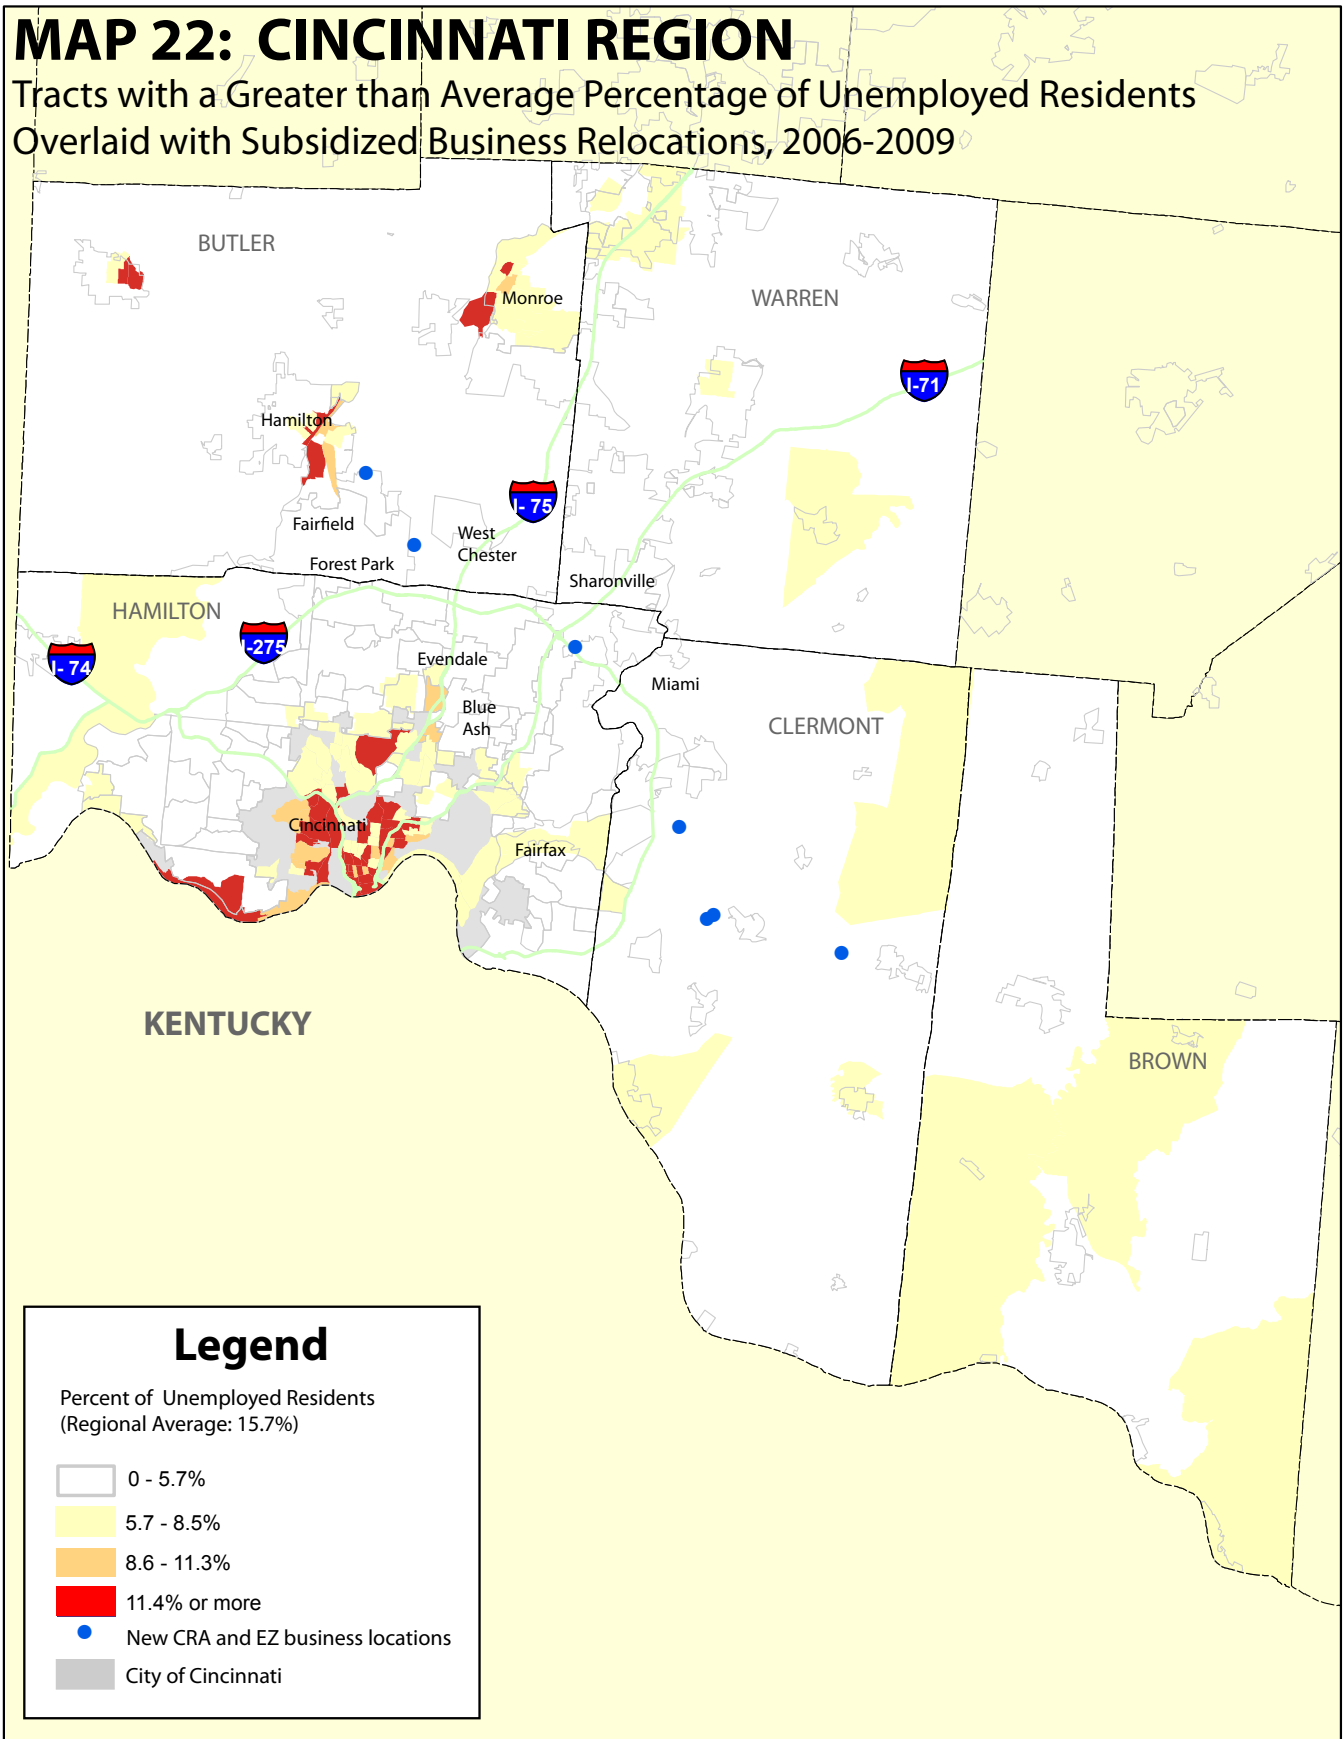 MAP 22: CINCINNATI REGION
Tracts with a Greater than Average Percentage of Unemployed Residents
Overlaid with Subsidized Business Relocations, 2006-2009
BUTLER
Monroe
WARREN
I-71
Hamilton
I- 75
Fairfield
West
Chester
Forest Park
Sharonville
HAMILTON
I-275
I- 74
Evendale
Miami
Blue
Ash
CLERMONT
Cincinnati
Fairfax
KENTUCKY
BROWN
Legend
Percent of Unemployed Residents
(Regional Average: 15.7%)
0 - 5.7%
5.7 - 8.5%
8.6 - 11.3%
11.4% or more
New CRA and EZ business locations
City of Cincinnati